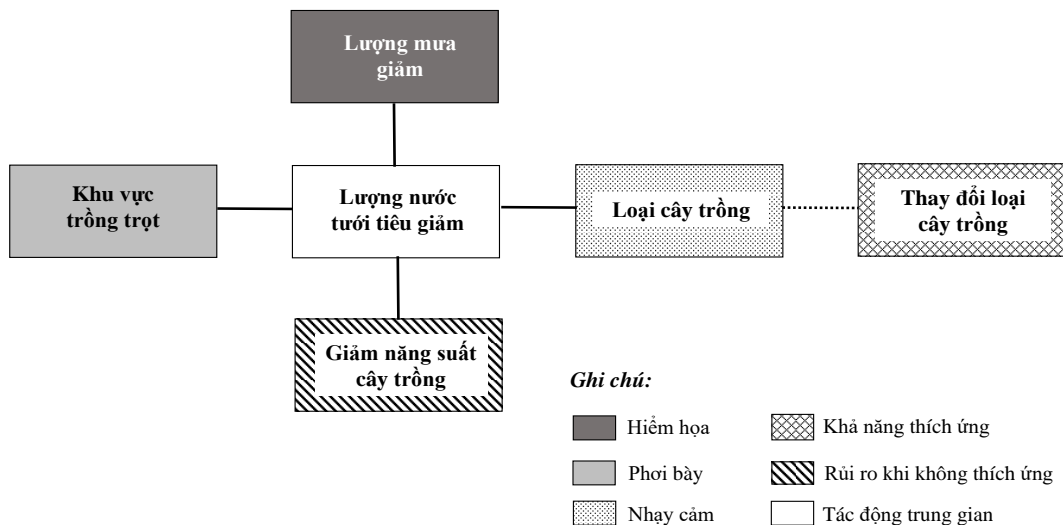 Lượng mưa
giảm
Khu vực
trồng trọt
Lượng nước
tưới tiêu giảm
Loại cây trồng
Thay đổi loại
cây trồng
Giảm năng suất
cây trồng
Ghi chú:
Hiểm họa
Khả năng thích ứng
Phơi bày
Rủi ro khi không thích ứng
Nhạy cảm
Tác động trung gian